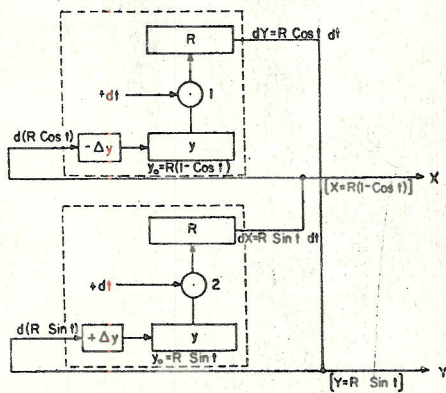 R
dY=R Cos t dt
+dt
1
d(R Cos t)
-Δy
y
y₀=R(1-Cos t)
X
[X=R(1-Cos t)]
R
dX=R Sin t dt
+dt
2
d(R Sin t)
+Δy
y
y₀=R Sin t
Y
[Y=R Sin t]